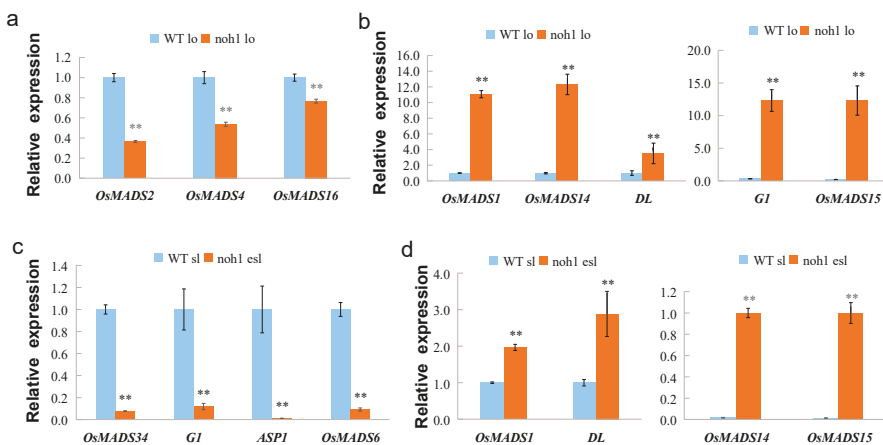 a
WT lo noh1 lo
Relative expression
1.2
1.0
0.8
0.6
0.4
0.2
0.0
**
**
**
OsMADS2 OsMADS4 OsMADS16
b
WT lo noh1 lo
Relative expression
16.0
14.0
12.0
10.0
8.0
6.0
4.0
2.0
0.0
**
**
**
OsMADS1 OsMADS14 DL
WT lo noh1 lo
20.0
15.0
10.0
5.0
0.0
**
**
G1 OsMADS15
c
WT sl noh1 esl
Relative expression
1.4
1.2
1.0
0.8
0.6
0.4
0.2
0.0
**
**
**
**
OsMADS34 G1 ASP1 OsMADS6
d
WT sl noh1 esl
Relative expression
4.0
3.0
2.0
1.0
0.0
**
**
OsMADS1 DL
WT sl noh1 esl
1.2
1.0
0.8
0.6
0.4
0.2
0.0
**
**
OsMADS14 OsMADS15